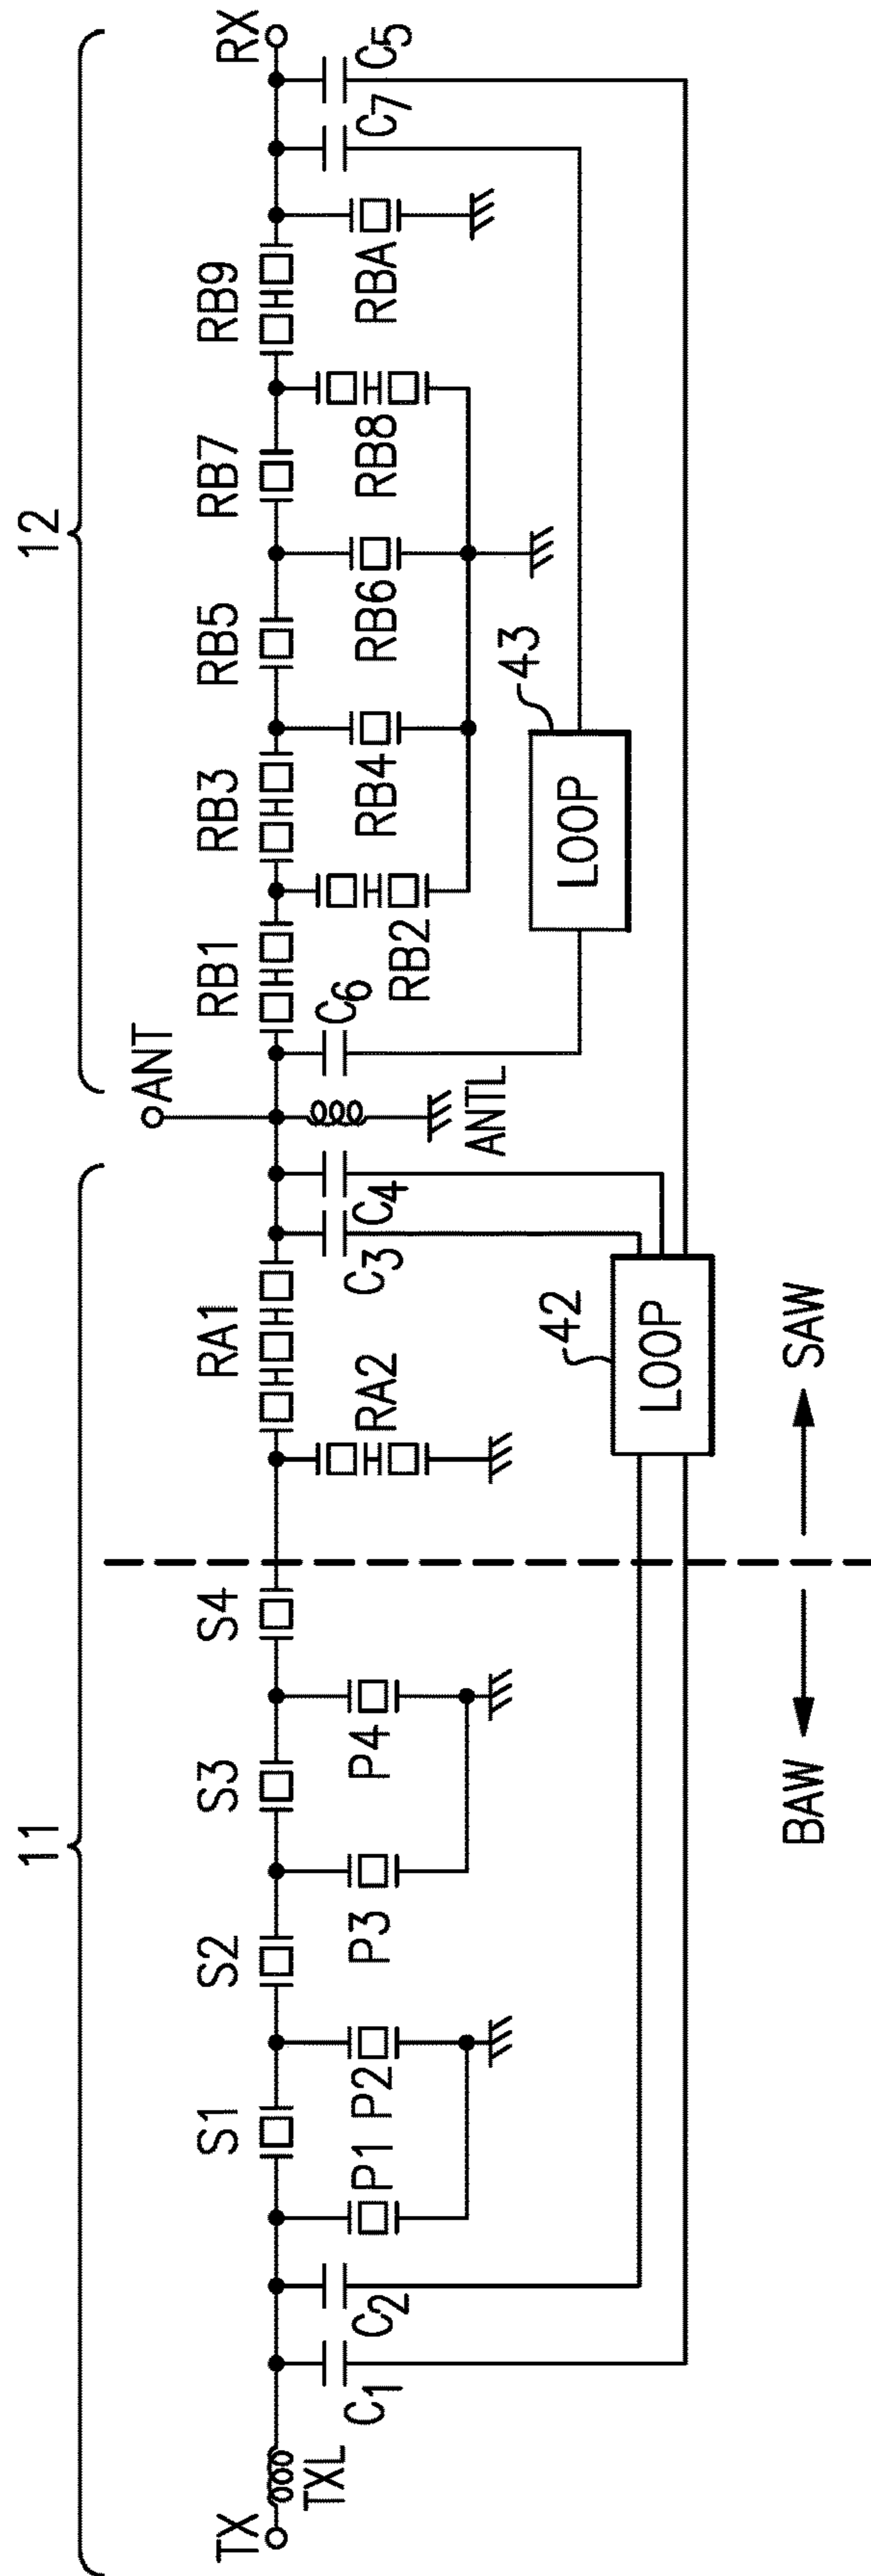 11
12
TX
TXL
C1
C2
S1
P1
P2
S2
P3
S3
P4
S4
RA2
RA1
C3
C4
ANT
ANTL
C6
RB1
RB2
RB3
RB4
RB5
RB6
RB7
RB8
RB9
RBA
C7
C5
RX
42
LOOP
43
LOOP
BAW
SAW